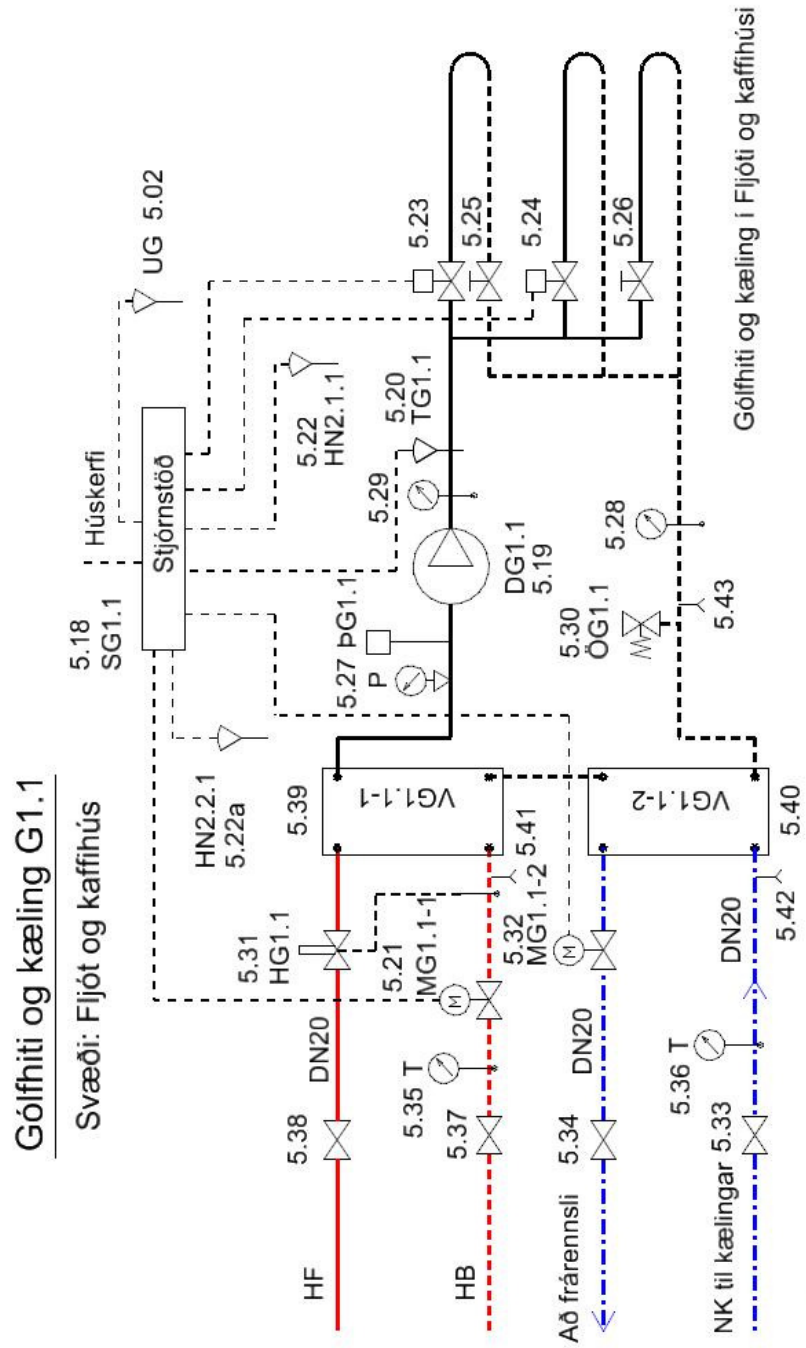 Gólfhiti og kæling G1.1
Svæði: Fljót og kaffihús
5.18
SG1.1
Húskerfi
Stjórnstöð
UG 5.02
HN2.2.1
5.22a
5.22
HN2.1.1
5.38
DN20
5.31
HG1.1
5.39
VG1.1-1
5.27
P
ÞG1.1
DG1.1
5.19
5.29
5.20
TG1.1
5.23
5.25
5.24
5.26
HF
HB
5.37
5.35 T
M
5.21
MG1.1-1
5.41
Að frárennsli
5.34
DN20
M
5.32
MG1.1-2
VG1.1-2
5.40
NK til kælingar
5.33
5.36 T
DN20
5.42
5.30
ÖG1.1
5.43
5.28
Gólfhiti og kæling í Fljóti og kaffihúsi